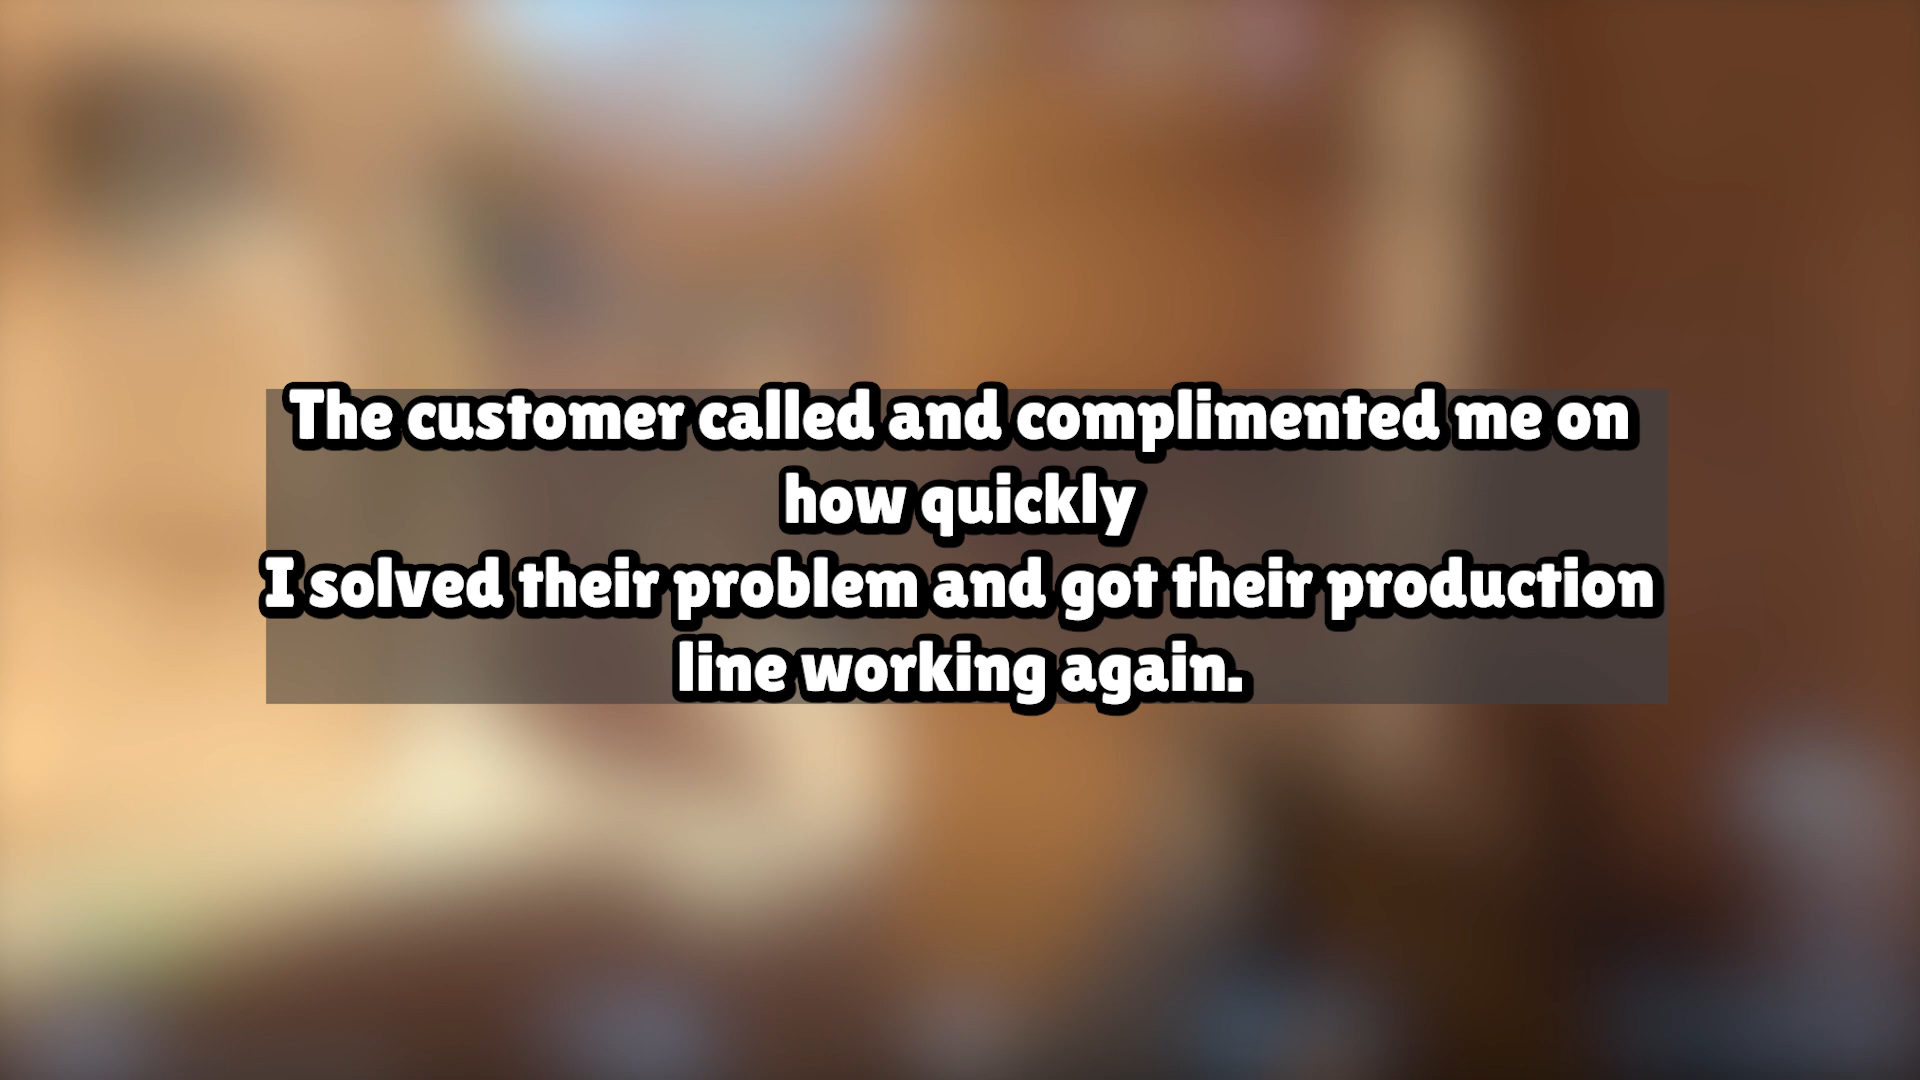 The customer called and complimented me on
how quickly
I solved their problem and got their production
line working again.